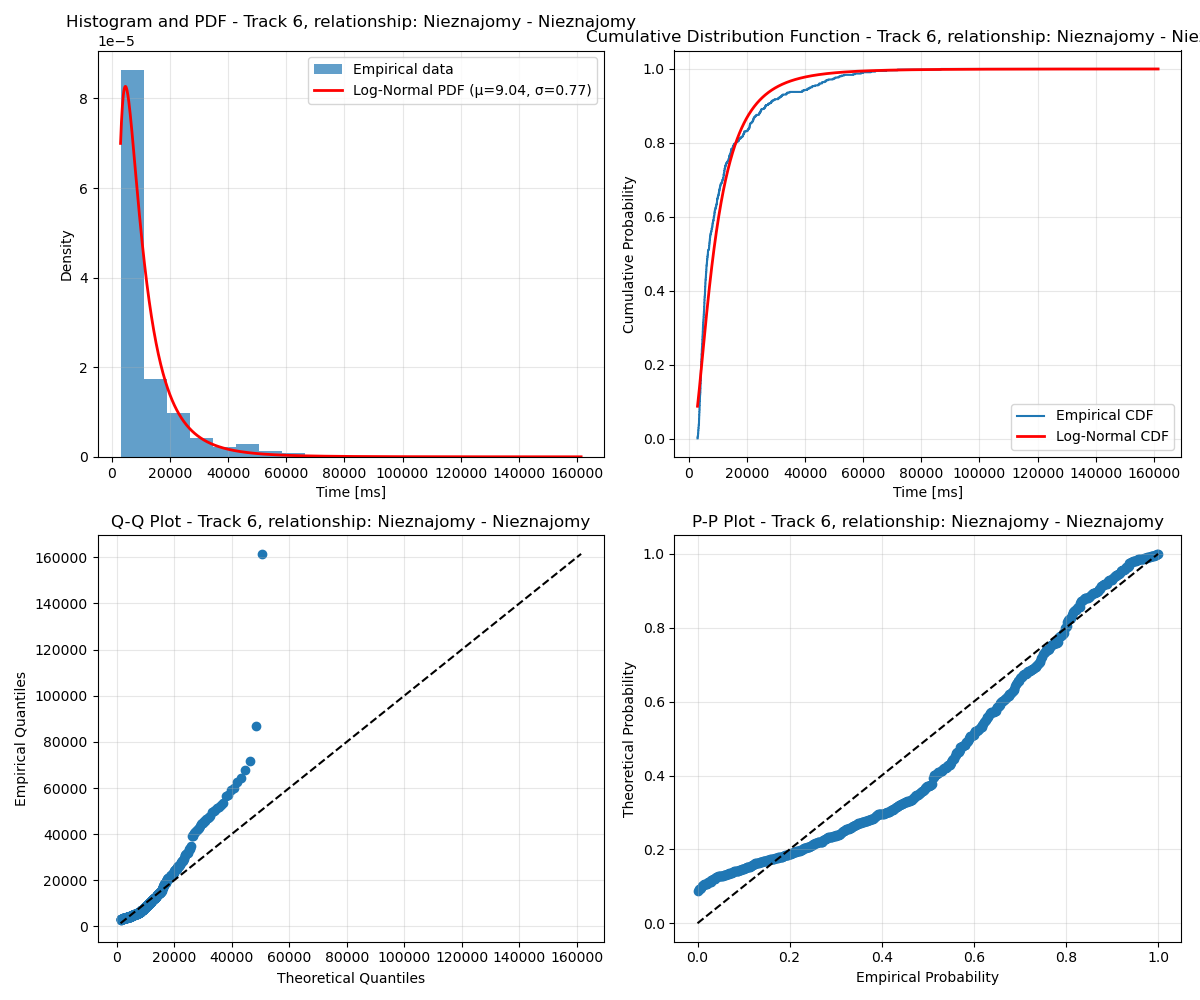 Histogram and PDF - Track 6, relationship: Nieznajomy - Nieznajomy
1e−5
Empirical data
Log-Normal PDF (μ=9.04, σ=0.77)
8
6
4
2
0
Density
0 20000 40000 60000 80000 100000 120000 140000 160000
Time [ms]
Cumulative Distribution Function - Track 6, relationship: Nieznajomy - Nie
1.0
0.8
0.6
0.4
0.2
0.0
Cumulative Probability
Empirical CDF
Log-Normal CDF
0 20000 40000 60000 80000 100000 120000 140000 160000
Time [ms]
Q-Q Plot - Track 6, relationship: Nieznajomy - Nieznajomy
160000
140000
120000
100000
80000
60000
40000
20000
0
Empirical Quantiles
0 20000 40000 60000 80000 100000 120000 140000 160000
Theoretical Quantiles
P-P Plot - Track 6, relationship: Nieznajomy - Nieznajomy
1.0
0.8
0.6
0.4
0.2
0.0
Theoretical Probability
0.0 0.2 0.4 0.6 0.8 1.0
Empirical Probability